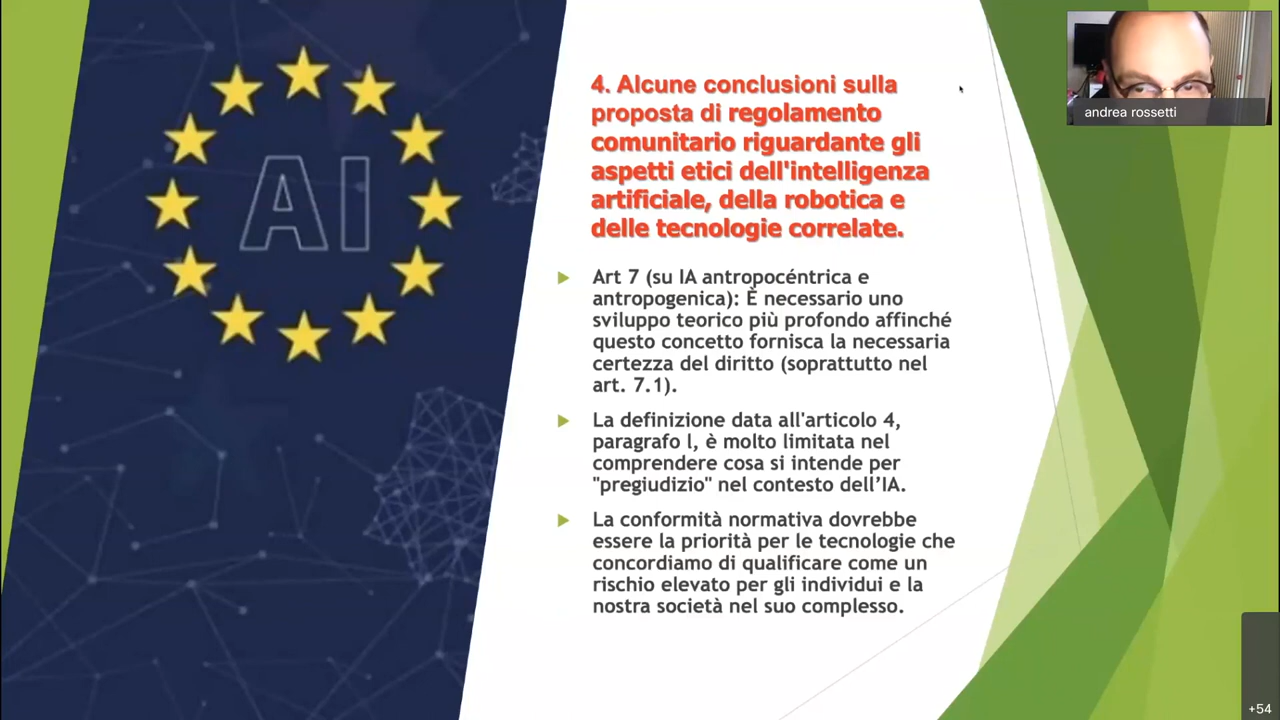 AI
4. Alcune conclusioni sulla
proposta di regolamento
comunitario riguardante gli
aspetti etici dell'intelligenza
artificiale, della robotica e
delle tecnologie correlate.
Art 7 (su IA antropocéntrica e
antropogenica): È necessario uno
sviluppo teorico più profondo affinché
questo concetto fornisca la necessaria
certezza del diritto (soprattutto nel
art. 7.1).
La definizione data all'articolo 4,
paragrafo l, è molto limitata nel
comprendere cosa si intende per
"pregiudizio" nel contesto dell’IA.
La conformità normativa dovrebbe
essere la priorità per le tecnologie che
concordiamo di qualificare come un
rischio elevato per gli individui e la
nostra società nel suo complesso.
andrea rossetti
+54